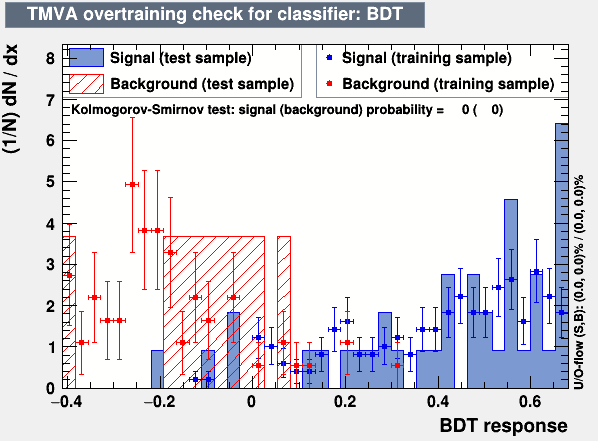 TMVA overtraining check for classifier: BDT
Signal (test sample)
Background (test sample)
Signal (training sample)
Background (training sample)
Kolmogorov-Smirnov test: signal (background) probability = 0 ( 0)
(1/N) dN / dx
8
7
6
5
4
3
2
1
0
−0.4 −0.2 0 0.2 0.4 0.6
BDT response
U/O-flow (S,B): (0.0, 0.0)% / (0.0, 0.0)%